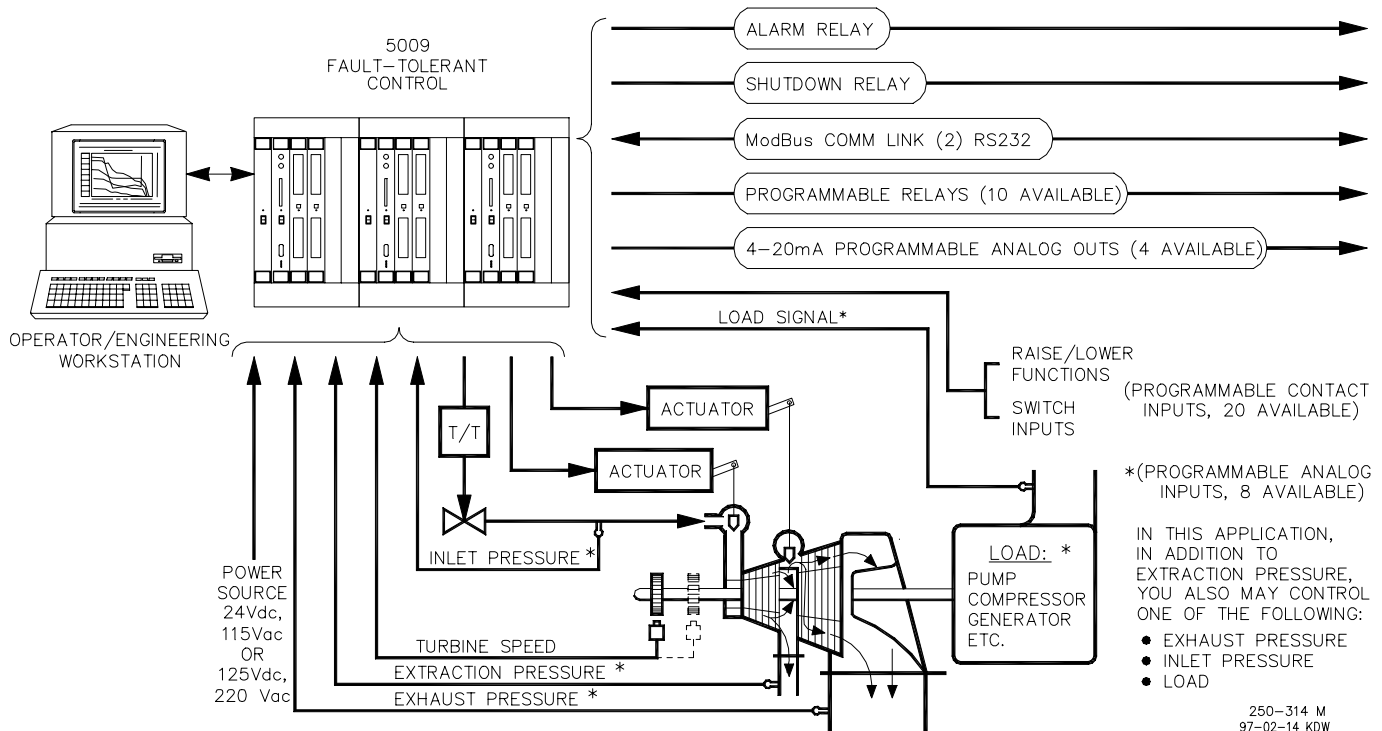 5009
FAULT-TOLERANT
CONTROL
ALARM RELAY
SHUTDOWN RELAY
ModBus COMM LINK (2) RS232
PROGRAMMABLE RELAYS (10 AVAILABLE)
4-20mA PROGRAMMABLE ANALOG OUTS (4 AVAILABLE)
LOAD SIGNAL*
OPERATOR/ENGINEERING
WORKSTATION
RAISE/LOWER
FUNCTIONS
SWITCH
INPUTS
(PROGRAMMABLE CONTACT
INPUTS, 20 AVAILABLE)
ACTUATOR
T/T
ACTUATOR
*(PROGRAMMABLE ANALOG
INPUTS, 8 AVAILABLE)
INLET PRESSURE *
POWER
SOURCE
24Vdc,
115Vac
OR
125Vdc,
220 Vac
TURBINE SPEED
EXTRACTION PRESSURE *
EXHAUST PRESSURE *
LOAD: *
PUMP
COMPRESSOR
GENERATOR
ETC.
IN THIS APPLICATION,
IN ADDITION TO
EXTRACTION PRESSURE,
YOU ALSO MAY CONTROL
ONE OF THE FOLLOWING:
● EXHAUST PRESSURE
● INLET PRESSURE
● LOAD
250-314 M
97-02-14 KDW